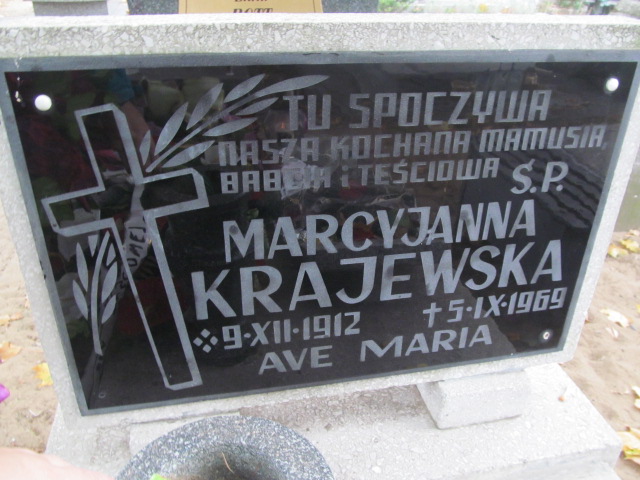 TU SPOCZYWA
NASZA KOCHANA MAMUSIA,
BABCIA i TEŚCIOWA Ś.P.
MARCYJANNA
KRAJEWSKA
9·XII·1912 †5·IX·1969
AVE MARIA